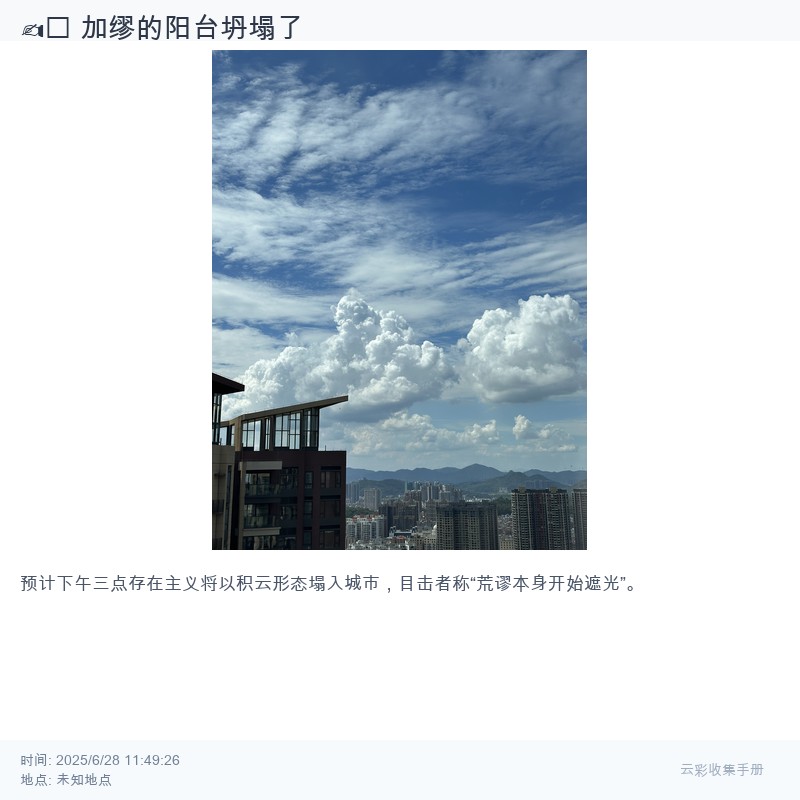 ✍□ 加缪的阳台坍塌了
预计下午三点存在主义将以积云形态塌入城市，目击者称“荒谬本身开始遮光”。
时间: 2025/6/28 11:49:26
地点: 未知地点
云彩收集手册